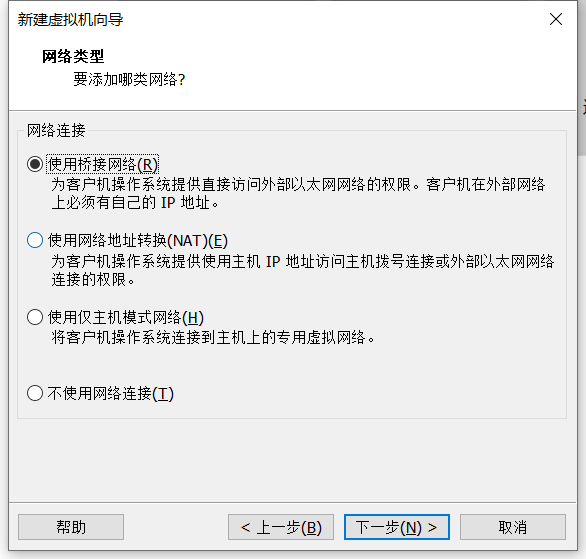 新建虚拟机向导
网络类型
要添加哪类网络?
网络连接
使用桥接网络(R)
为客户机操作系统提供直接访问外部以太网网络的权限。客户机在外部网络
上必须有自己的 IP 地址。
使用网络地址转换(NAT)(E)
为客户机操作系统提供使用主机 IP 地址访问主机拨号连接或外部以太网网络
连接的权限。
使用仅主机模式网络(H)
将客户机操作系统连接到主机上的专用虚拟网络。
不使用网络连接(T)
帮助
< 上一步(B)
下一步(N) >
取消